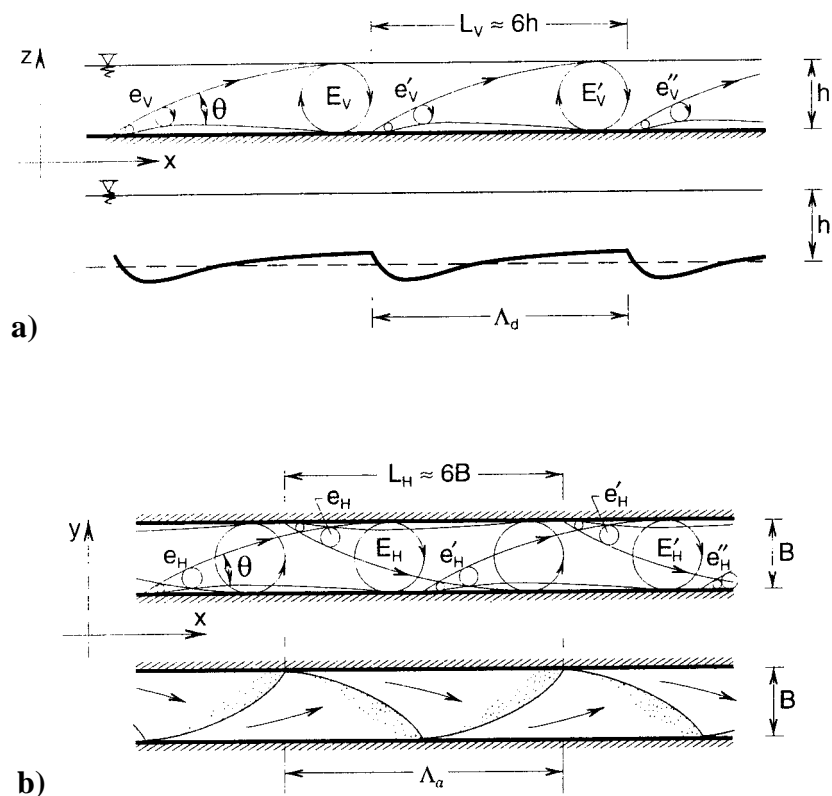 L_V ≈ 6h
z
e_V
θ
E_V
e'_V
E'_V
e''_V
h
x
h
Λ_d
a)
L_H ≈ 6B
e_H
e'_H
y
e_H
θ
E_H
e'_H
E'_H
e''_H
B
x
B
Λ_a
b)